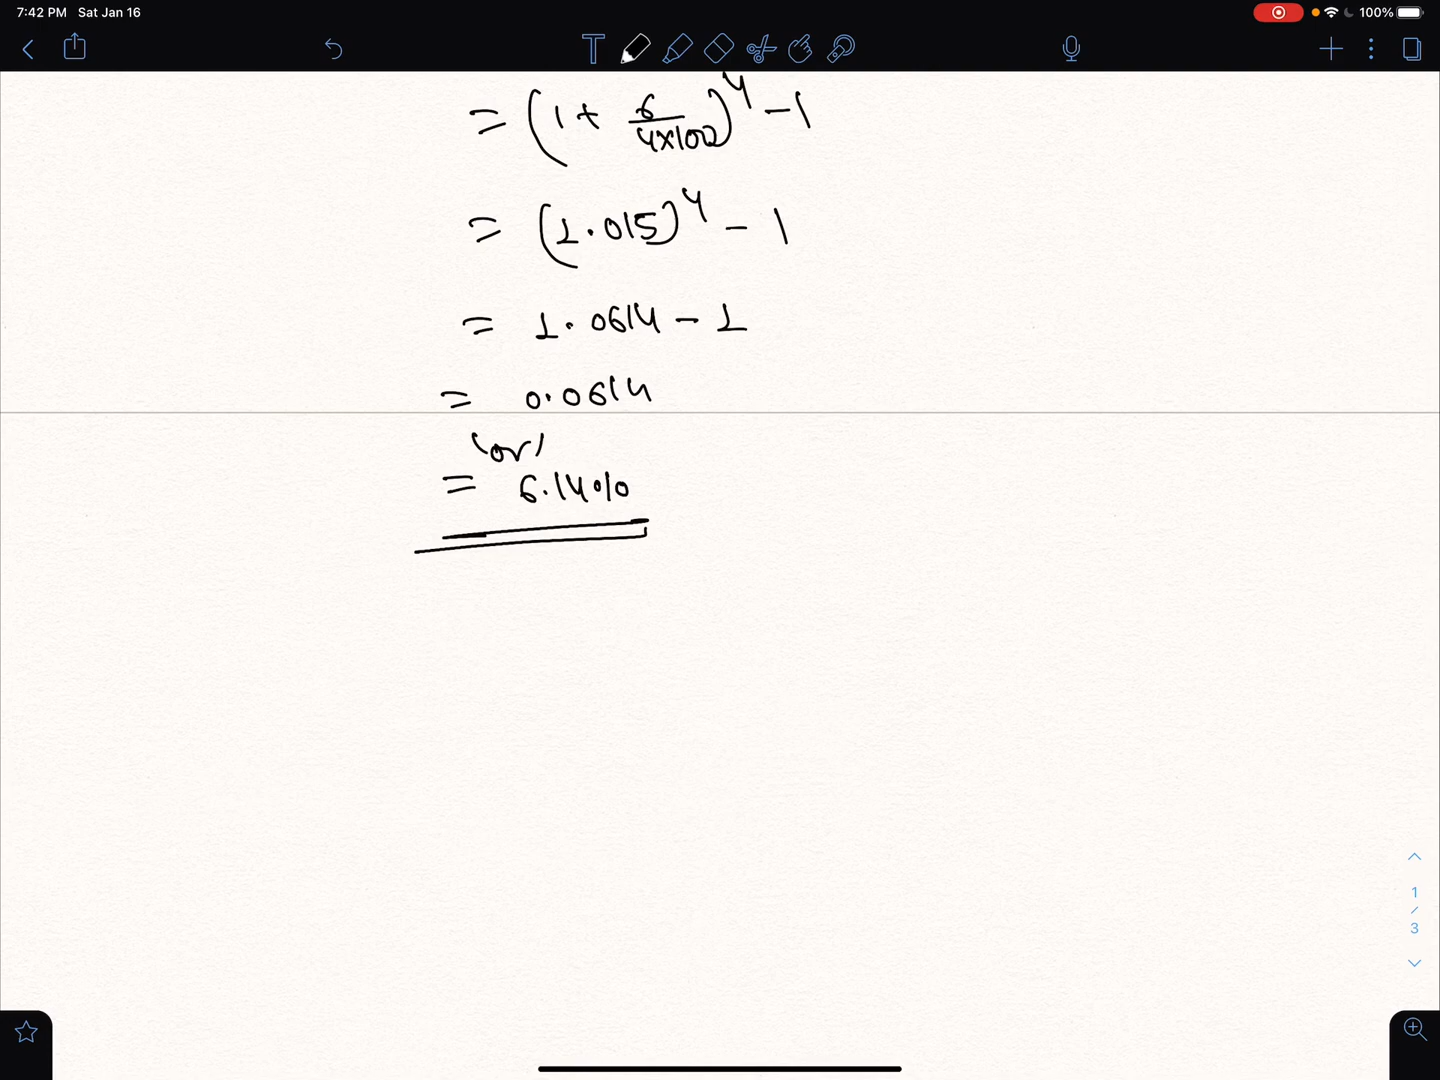 7:42 PM Sat Jan 16 100%
= (1 + 6/(4×100))^4 - 1
= (1.015)^4 - 1
= 1.0614 - 1
= 0.0614
(or)
= 6.14%
1
/
3